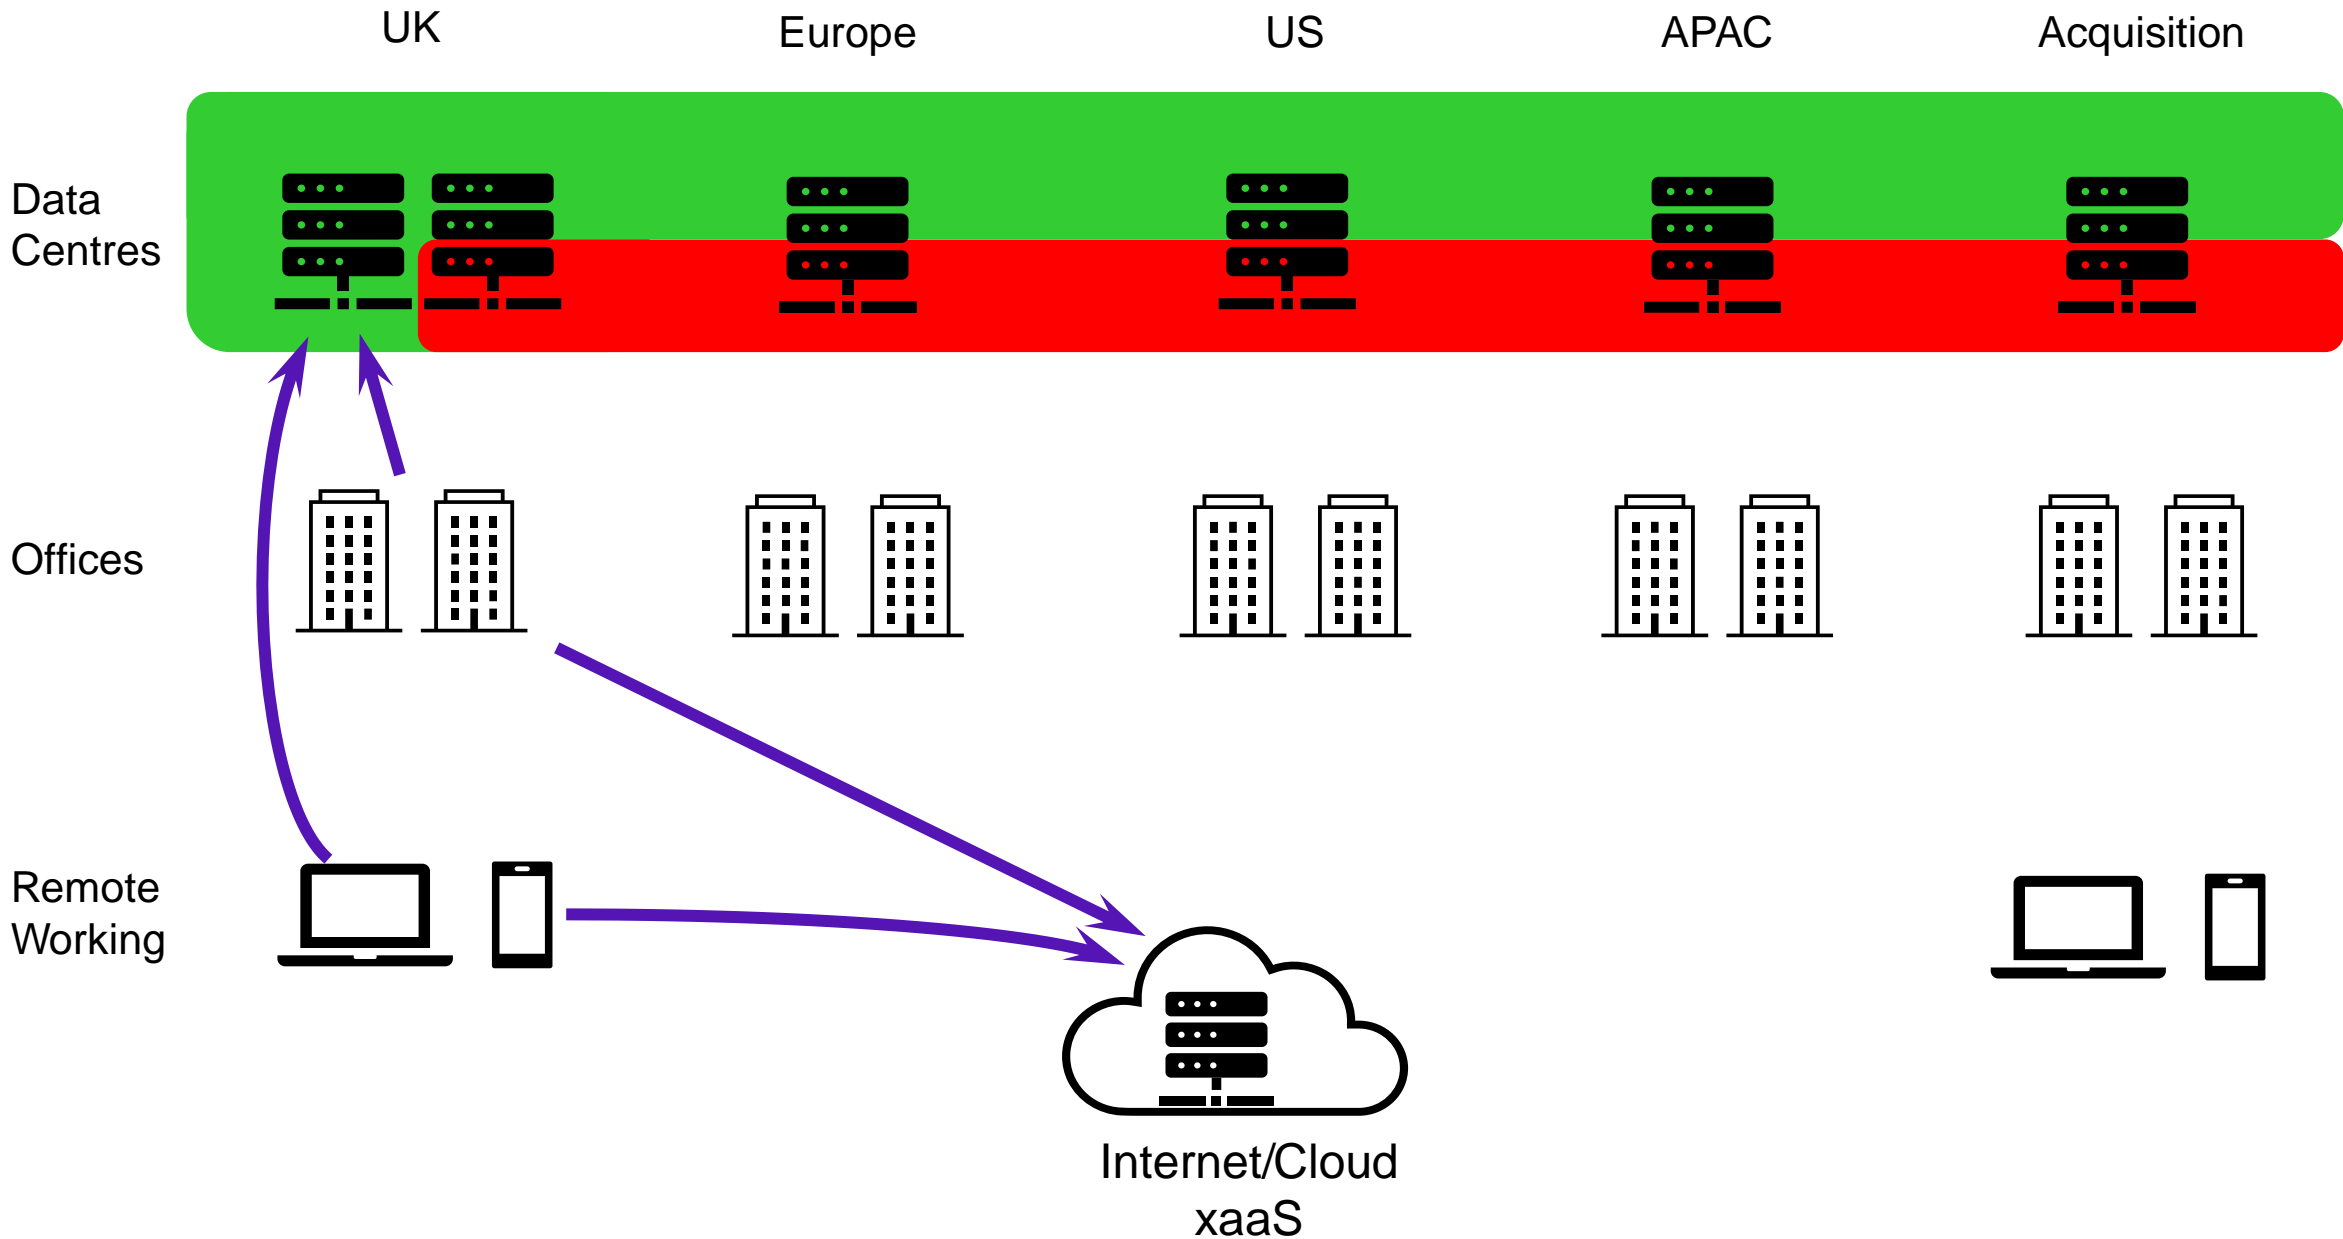 UK
Europe
US
APAC
Acquisition
Data
Centres
Offices
Remote
Working
Internet/Cloud
xaaS